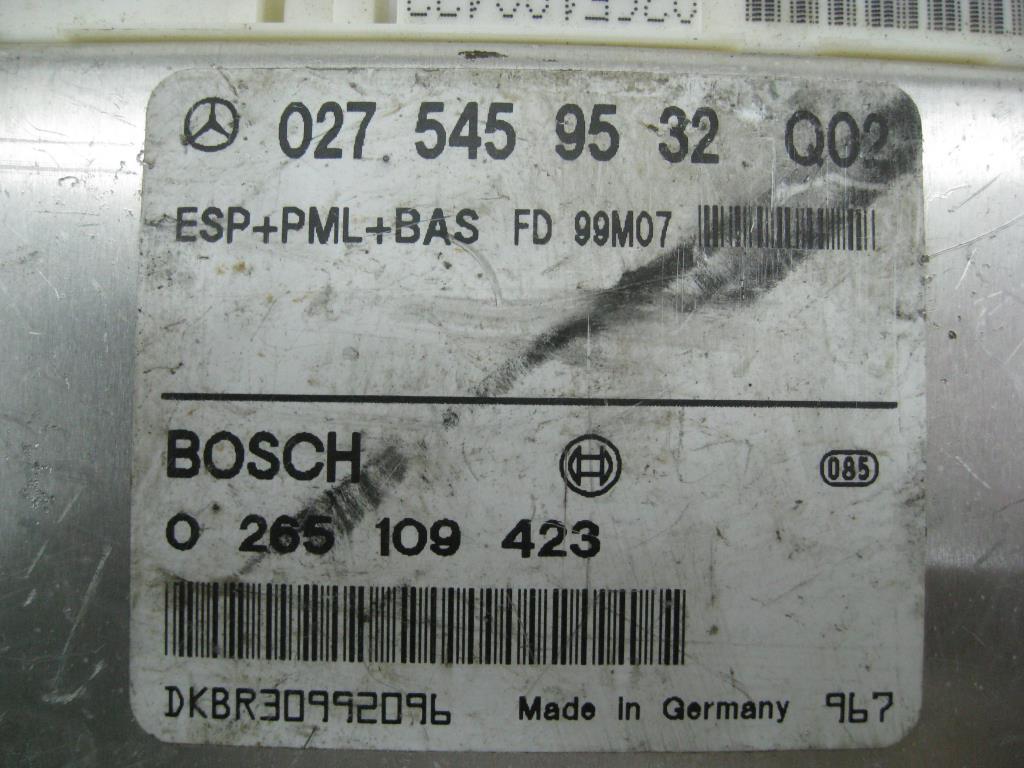 027 545 95 32 Q02
ESP+PML+BAS FD 99M07
BOSCH
085
0 265 109 423
DKBR30992096 Made in Germany 967